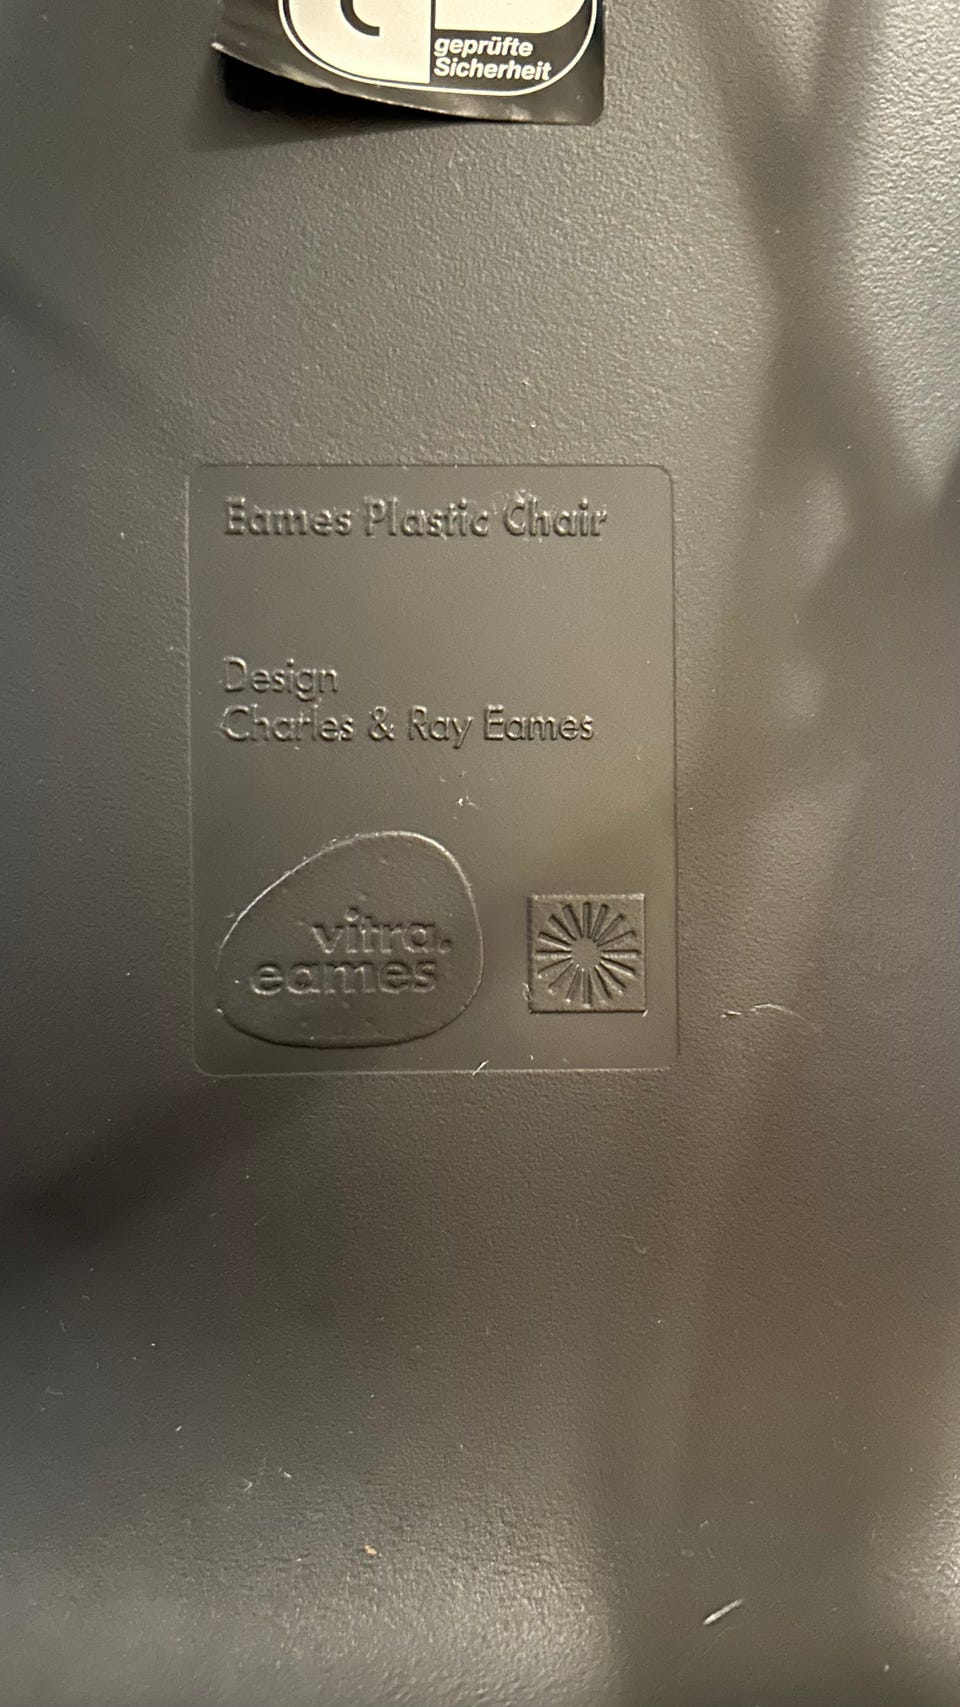 geprüfte
Sicherheit
Eames Plastic Chair
Design
Charles & Ray Eames
vitra.
eames